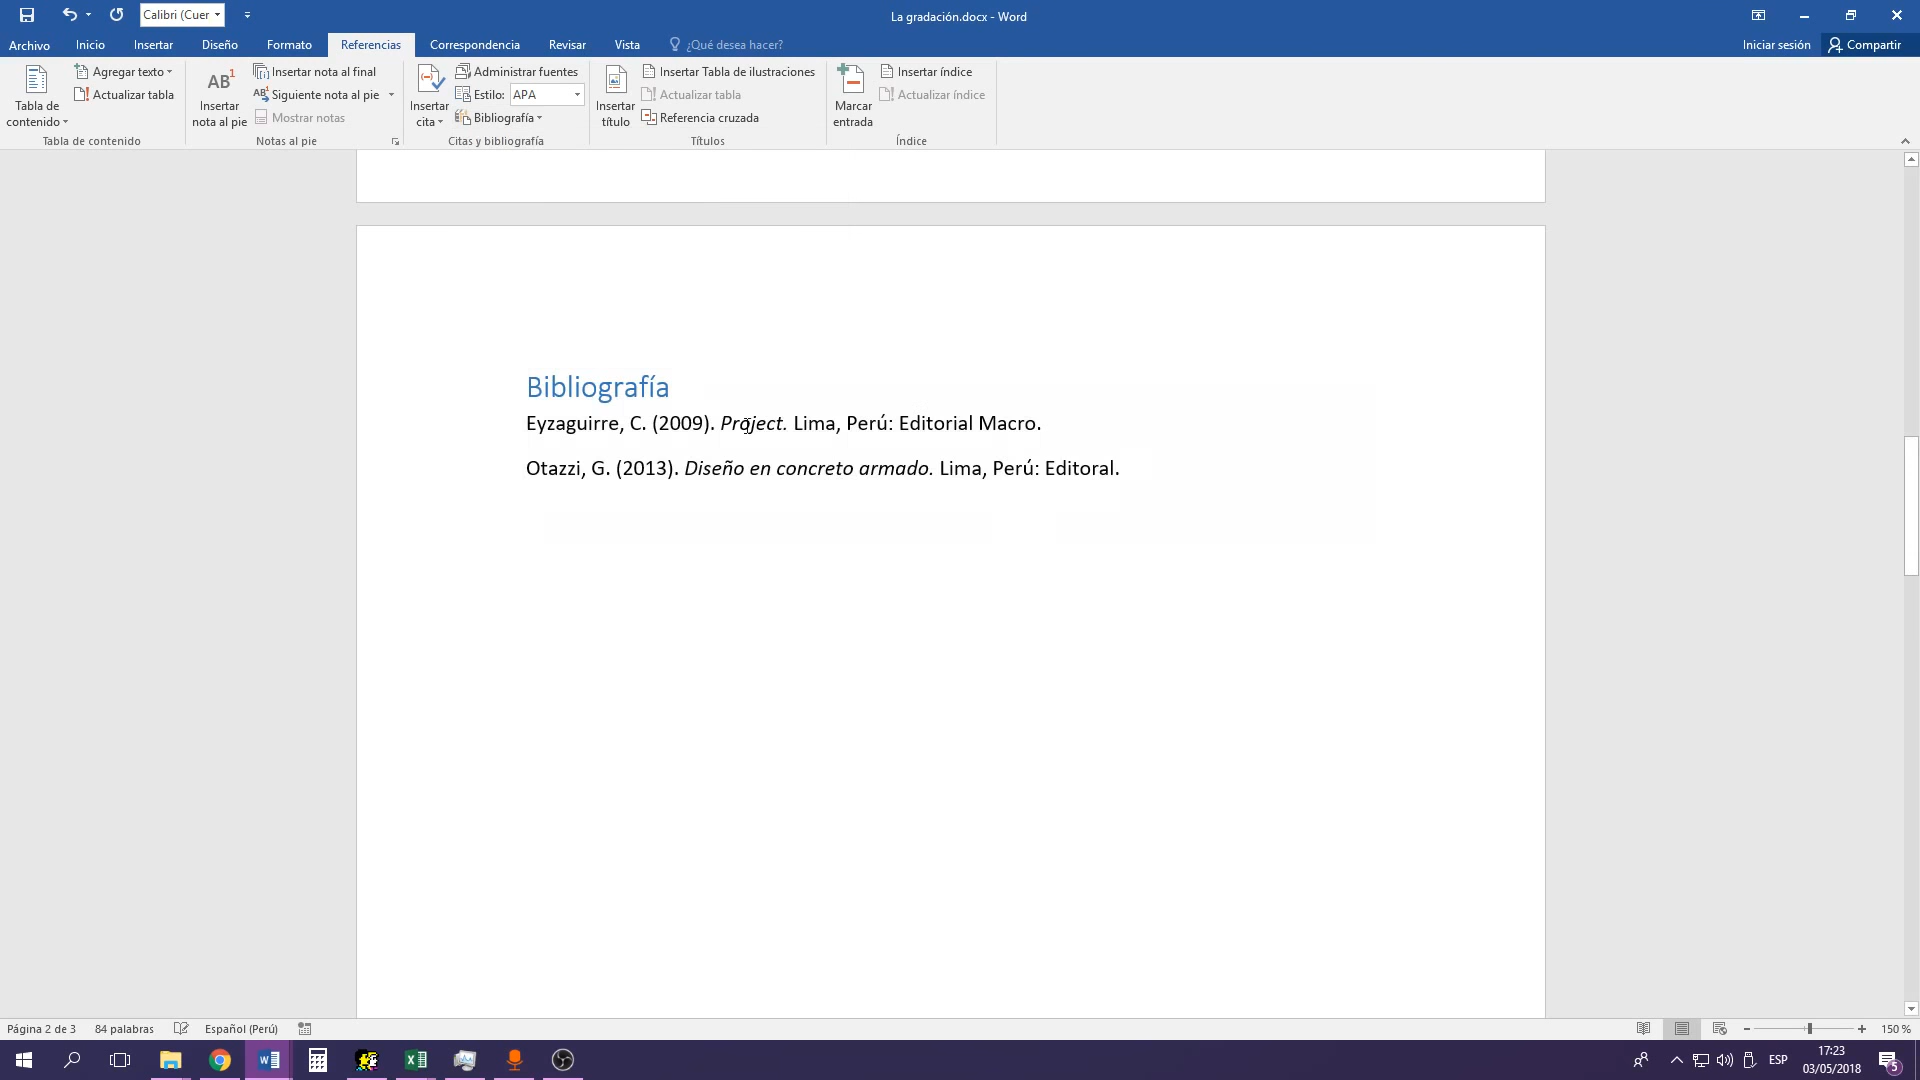 Calibri (Cuer
La gradación.docx - Word
Archivo Inicio Insertar Diseño Formato Referencias Correspondencia Revisar Vista ¿Qué desea hacer? Iniciar sesión Compartir
Tabla de contenido
Agregar texto
Actualizar tabla
Tabla de contenido
AB1
Insertar nota al pie
Insertar nota al final
AB1 Siguiente nota al pie
Mostrar notas
Notas al pie
Insertar cita
Administrar fuentes
Estilo: APA
Bibliografía
Citas y bibliografía
Insertar título
Insertar Tabla de ilustraciones
Actualizar tabla
Referencia cruzada
Títulos
Marcar entrada
Insertar índice
Actualizar índice
Índice
Bibliografía
Eyzaguirre, C. (2009). Project. Lima, Perú: Editorial Macro.
Otazzi, G. (2013). Diseño en concreto armado. Lima, Perú: Editoral.
Página 2 de 3 84 palabras Español (Perú) 150 %
ESP
17:23
03/05/2018
5